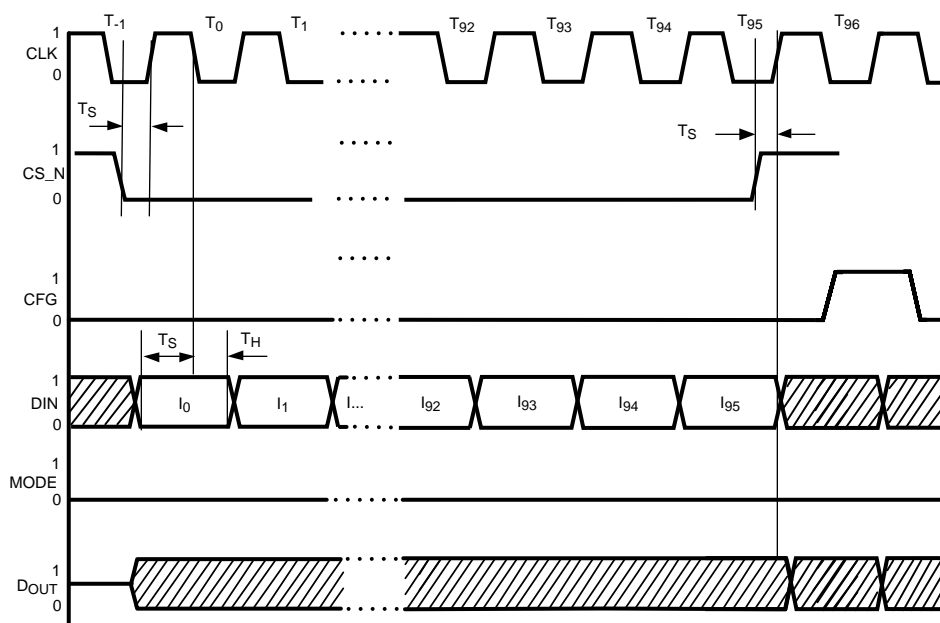 T-1 T0 T1 T92 T93 T94 T95 T96
1
CLK
0
TS TS
1
CS_N
0
1
CFG
0
TS TH
1
DIN I0 I1 I... I92 I93 I94 I95
0
1
MODE
0
1
DOUT
0